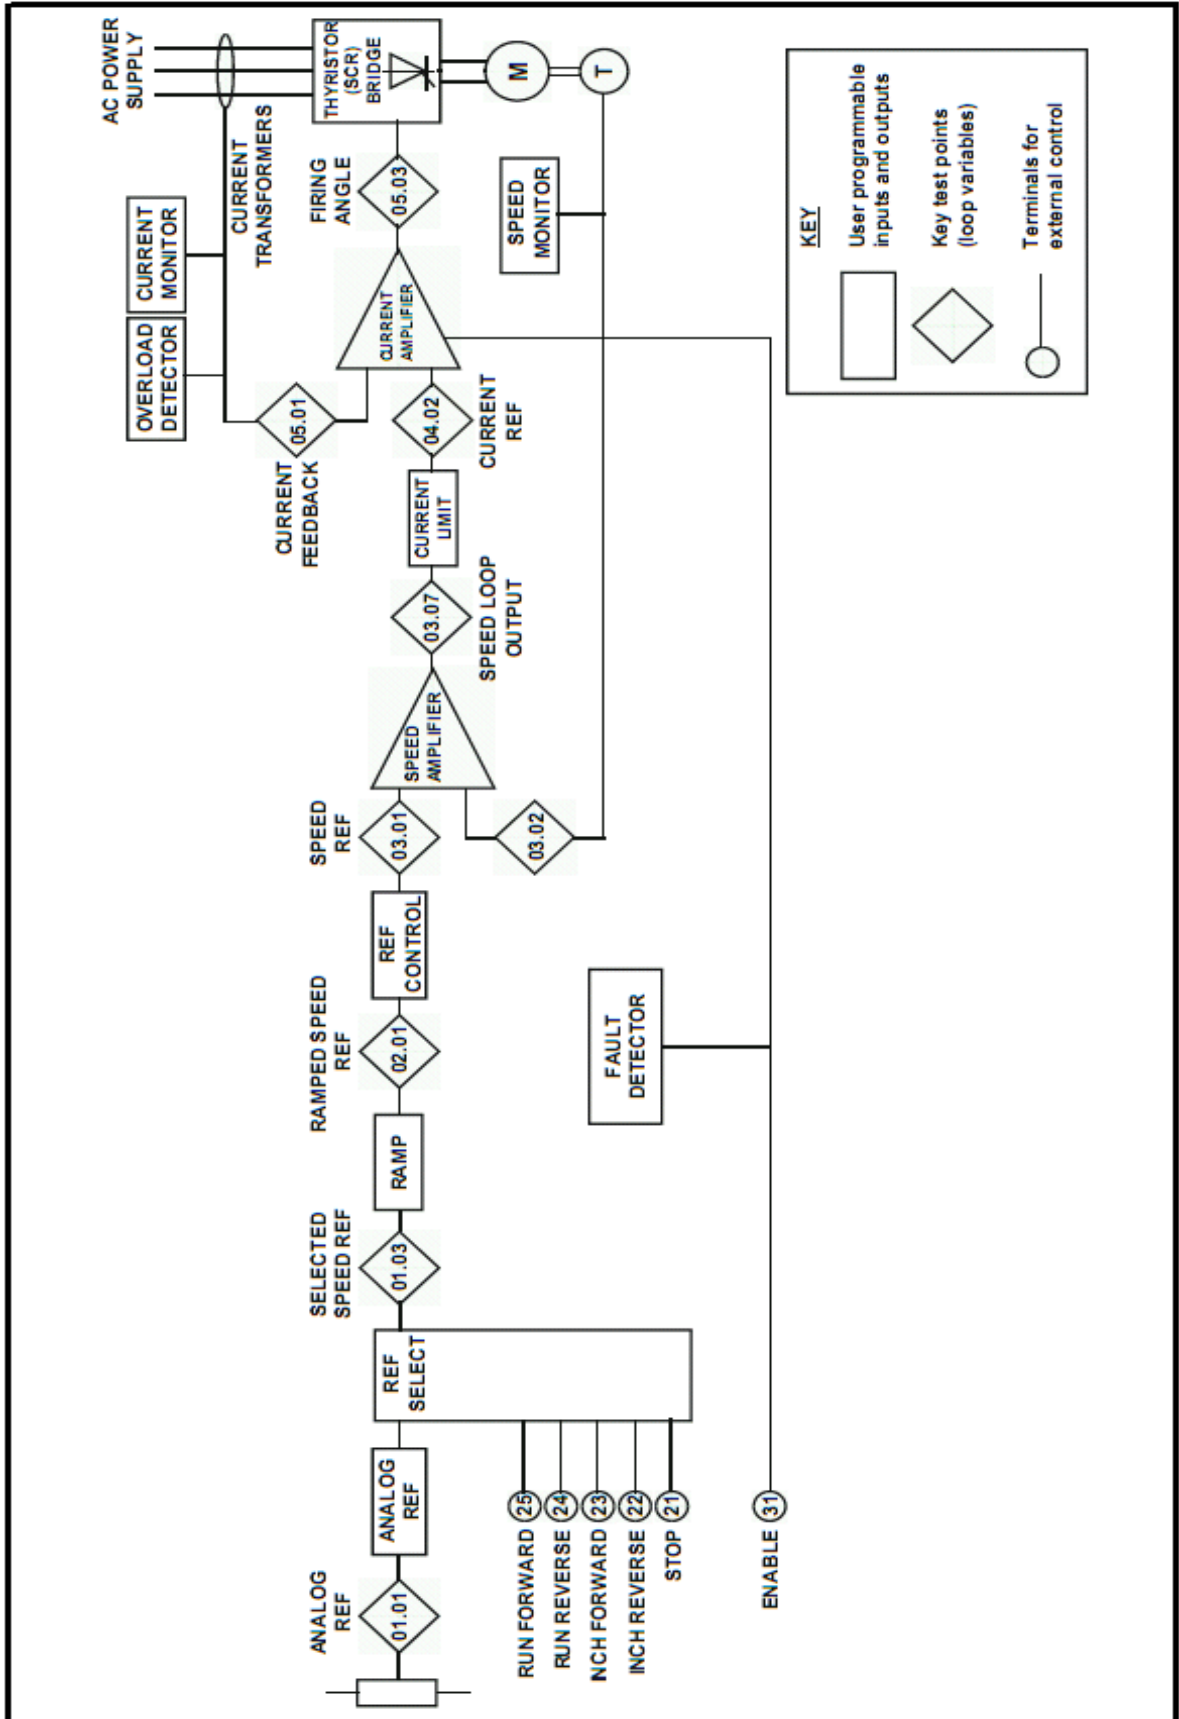 AC POWER
SUPPLY
THYRISTOR
(SCR)
BRIDGE
M
T
CURRENT
TRANSFORMERS
CURRENT
MONITOR
OVERLOAD
DETECTOR
FIRING
ANGLE
05.03
SPEED
MONITOR
CURRENT
AMPLIFIER
05.01
CURRENT
FEEDBACK
04.02
CURRENT
REF
CURRENT
LIMIT
03.07
SPEED LOOP
OUTPUT
SPEED
AMPLIFIER
SPEED
REF
03.01
03.02
REF
CONTROL
RAMPED SPEED
REF
02.01
FAULT
DETECTOR
RAMP
SELECTED
SPEED REF
01.03
REF
SELECT
ANALOG
REF
ANALOG
REF
01.01
RUN FORWARD 25
RUN REVERSE 24
NCH FORWARD 23
INCH REVERSE 22
STOP 21
ENABLE 31
KEY
User programmable
inputs and outputs
Key test points
(loop variables)
Terminals for
external control